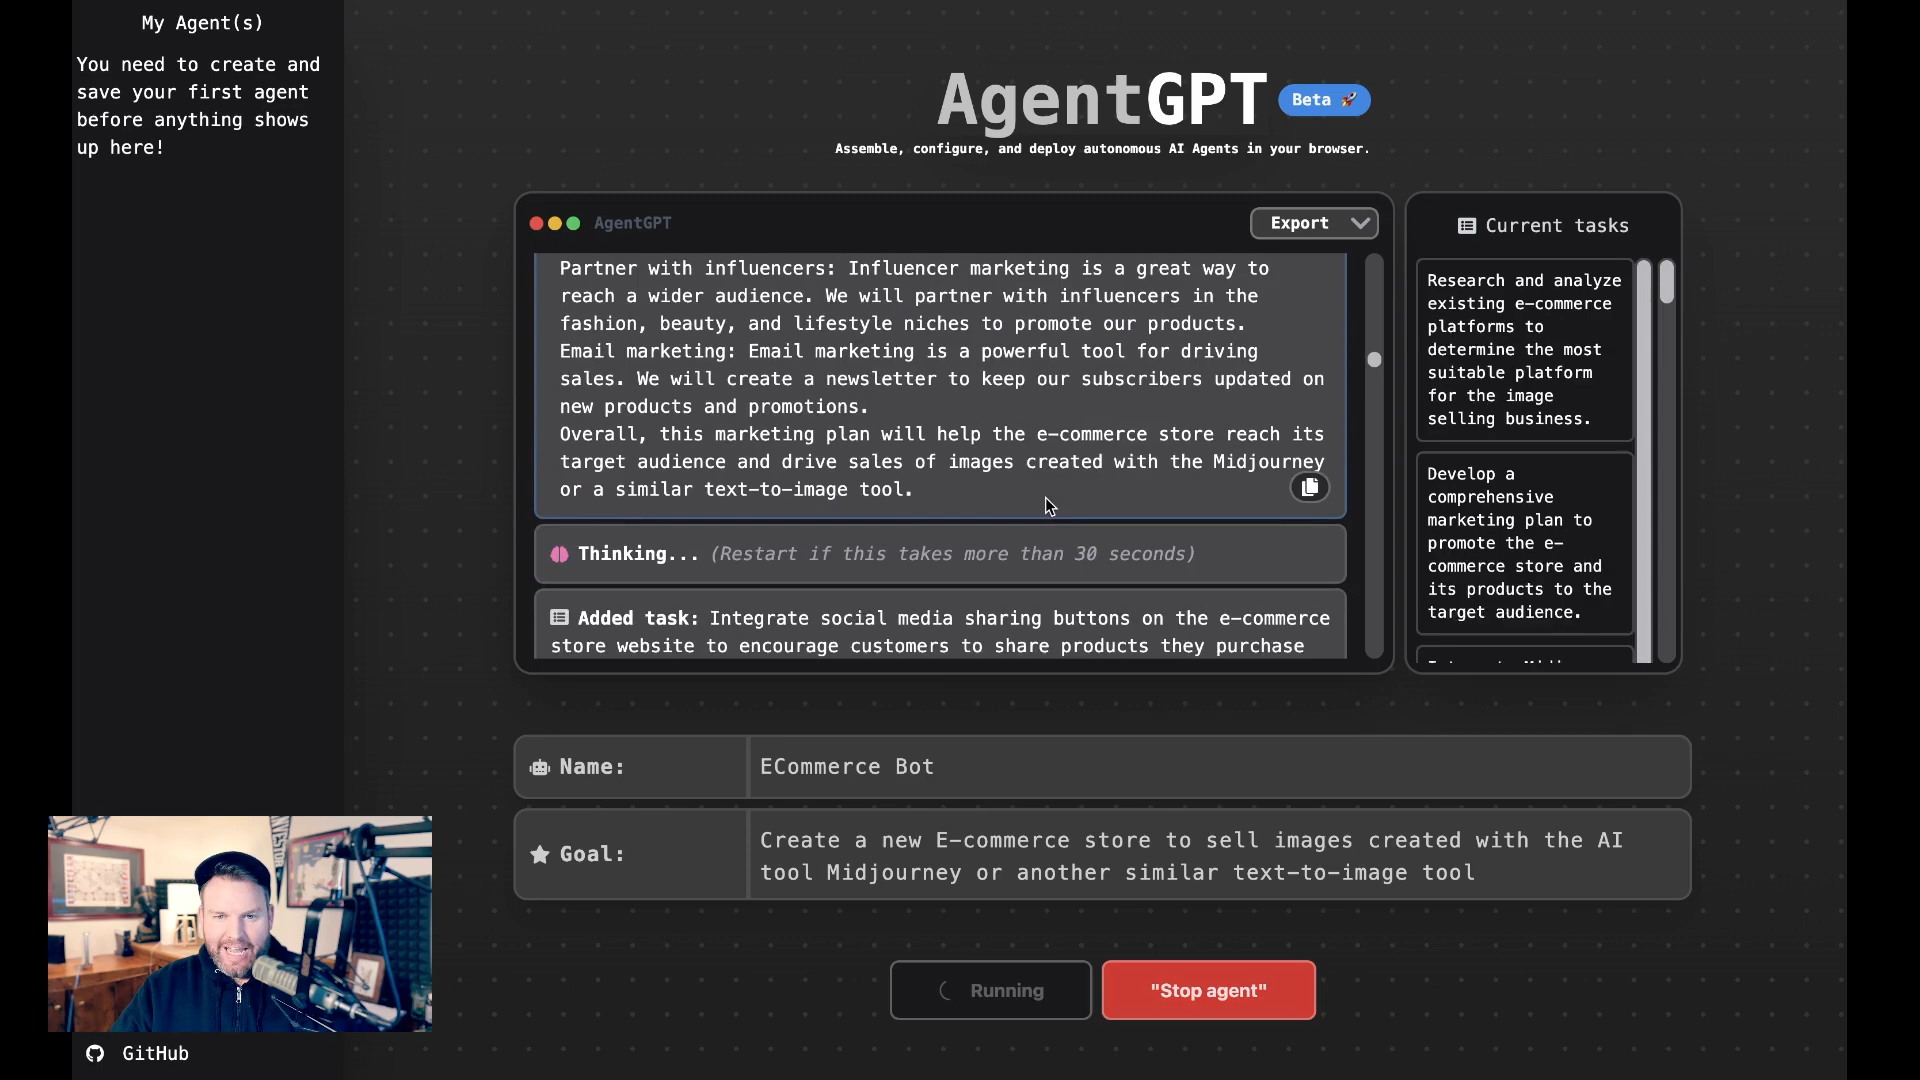 My Agent(s)
You need to create and
save your first agent
before anything shows
up here!
AgentGPT
Beta 🚀
Assemble, configure, and deploy autonomous AI Agents in your browser.
AgentGPT
Export
Partner with influencers: Influencer marketing is a great way to
reach a wider audience. We will partner with influencers in the
fashion, beauty, and lifestyle niches to promote our products.
Email marketing: Email marketing is a powerful tool for driving
sales. We will create a newsletter to keep our subscribers updated on
new products and promotions.
Overall, this marketing plan will help the e-commerce store reach its
target audience and drive sales of images created with the Midjourney
or a similar text-to-image tool.
Thinking... (Restart if this takes more than 30 seconds)
Added task: Integrate social media sharing buttons on the e-commerce
store website to encourage customers to share products they purchase
Current tasks
Research and analyze
existing e-commerce
platforms to
determine the most
suitable platform
for the image
selling business.
Develop a
comprehensive
marketing plan to
promote the e-
commerce store and
its products to the
target audience.
Name:
ECommerce Bot
Goal:
Create a new E-commerce store to sell images created with the AI
tool Midjourney or another similar text-to-image tool
Running
"Stop agent"
GitHub